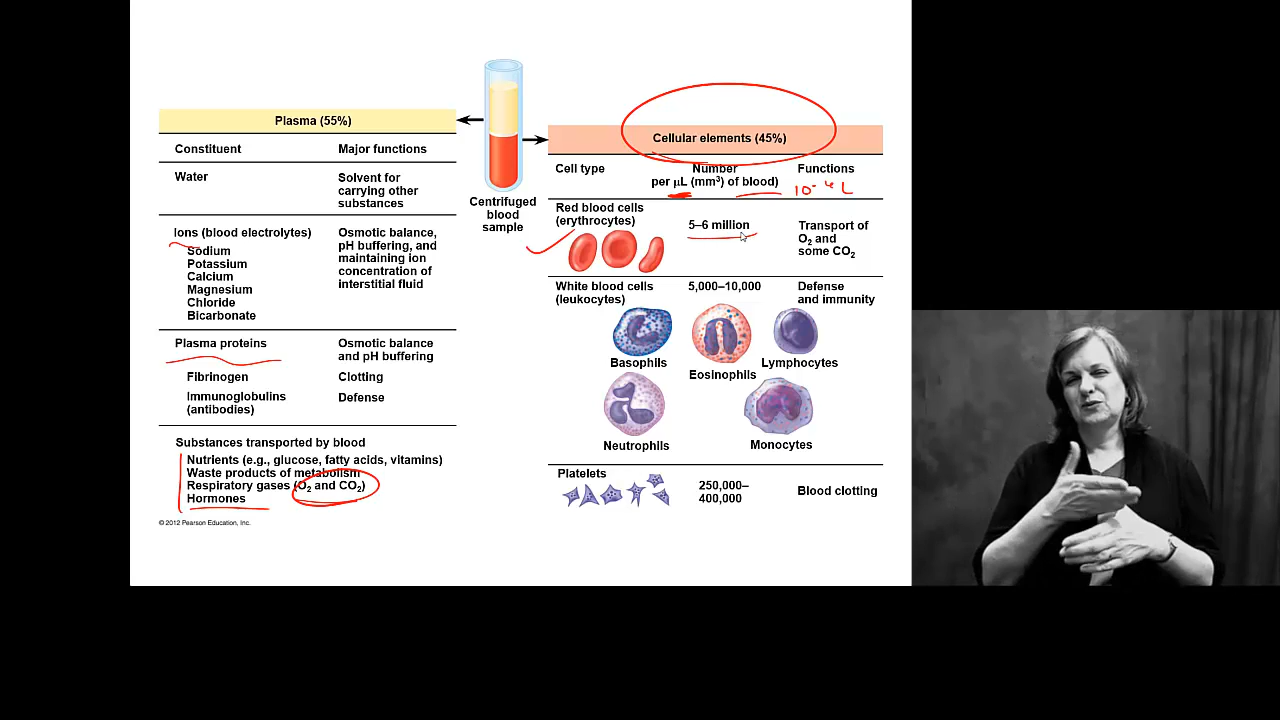 Plasma (55%)
Constituent Major functions
Water Solvent for
carrying other
substances
Ions (blood electrolytes) Osmotic balance,
pH buffering, and
Sodium maintaining ion
Potassium concentration of
Calcium interstitial fluid
Magnesium
Chloride
Bicarbonate
Plasma proteins Osmotic balance
and pH buffering
Fibrinogen Clotting
Immunoglobulins Defense
(antibodies)
Substances transported by blood
Nutrients (e.g., glucose, fatty acids, vitamins)
Waste products of metabolism
Respiratory gases (O₂ and CO₂)
Hormones
© 2012 Pearson Education, Inc.
Centrifuged
blood
sample
Cellular elements (45%)
Cell type Number Functions
per µL (mm³) of blood)
10⁻⁶ L
Red blood cells 5–6 million Transport of
(erythrocytes) O₂ and
some CO₂
White blood cells 5,000–10,000 Defense
(leukocytes) and immunity
Basophils Eosinophils Lymphocytes
Neutrophils Monocytes
Platelets 250,000–
400,000 Blood clotting